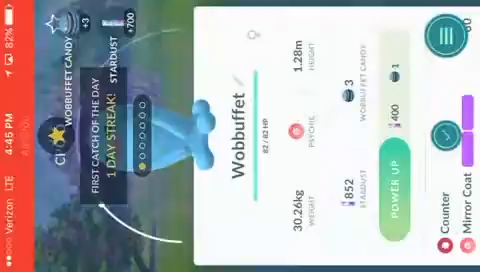 Verizon LTE 4:45 PM 82%
+3
+700
WOBBUFFET CANDY
STARDUST
FIRST CATCH OF THE DAY
1 DAY STREAK!
Wobbuffet
82 / 82 HP
30.26kg
WEIGHT
PSYCHIC
1.28m
HEIGHT
852
STARDUST
3
WOBBUFFET CANDY
POWER UP
400
1
Counter
Mirror Coat